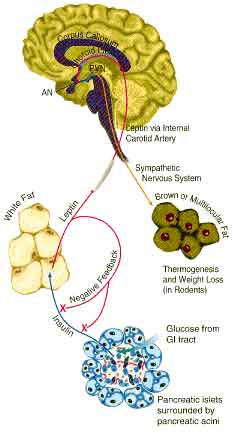 Corpus Callosum
Choroid Plexus
PVN
AN
Leptin via Internal
Carotid Artery
Sympathetic
Nervous System
White Fat
Leptin
Brown or Multilocular Fat
Negative Feedback
Thermogenesis
and Weight Loss
(in Rodents)
Insulin
Glucose from
GI tract
Pancreatic islets
surrounded by
pancreatic acini